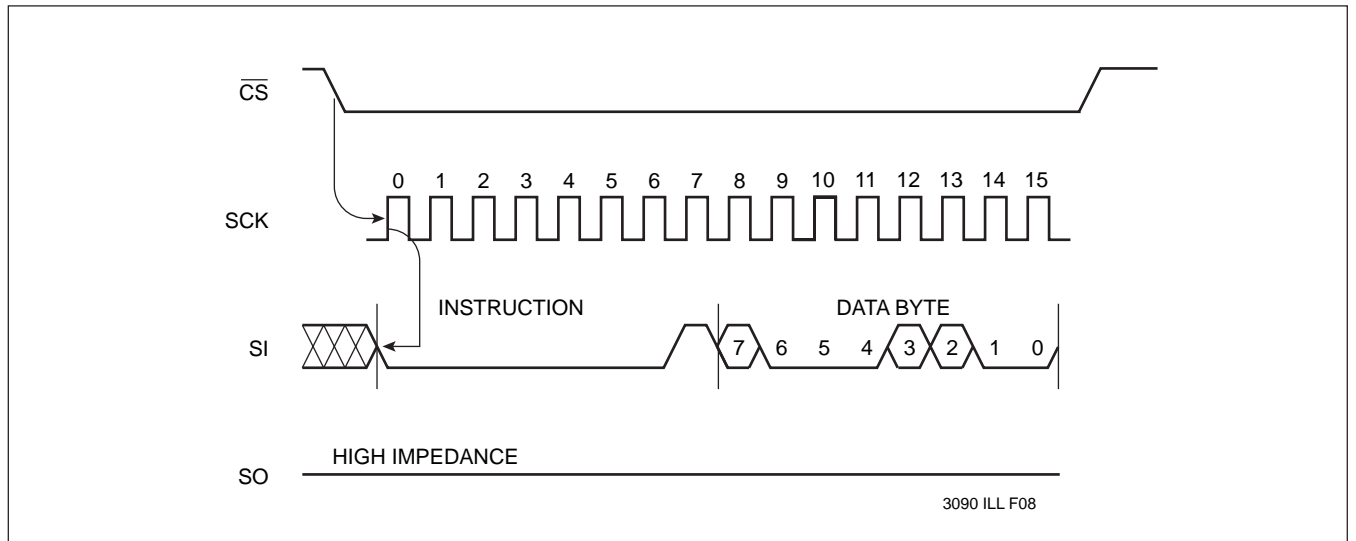 CS
0 1 2 3 4 5 6 7 8 9 10 11 12 13 14 15
SCK
INSTRUCTION DATA BYTE
SI 7 6 5 4 3 2 1 0
HIGH IMPEDANCE
SO
3090 ILL F08